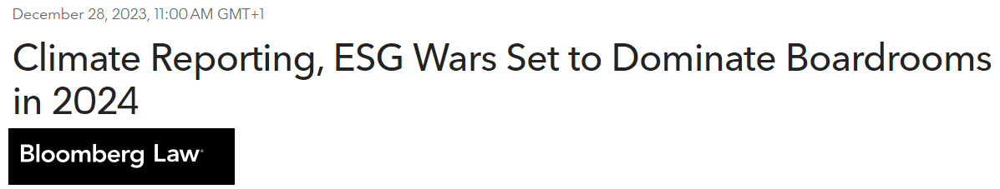 December 28, 2023, 11:00 AM GMT+1
Climate Reporting, ESG Wars Set to Dominate Boardrooms
in 2024
Bloomberg Law®